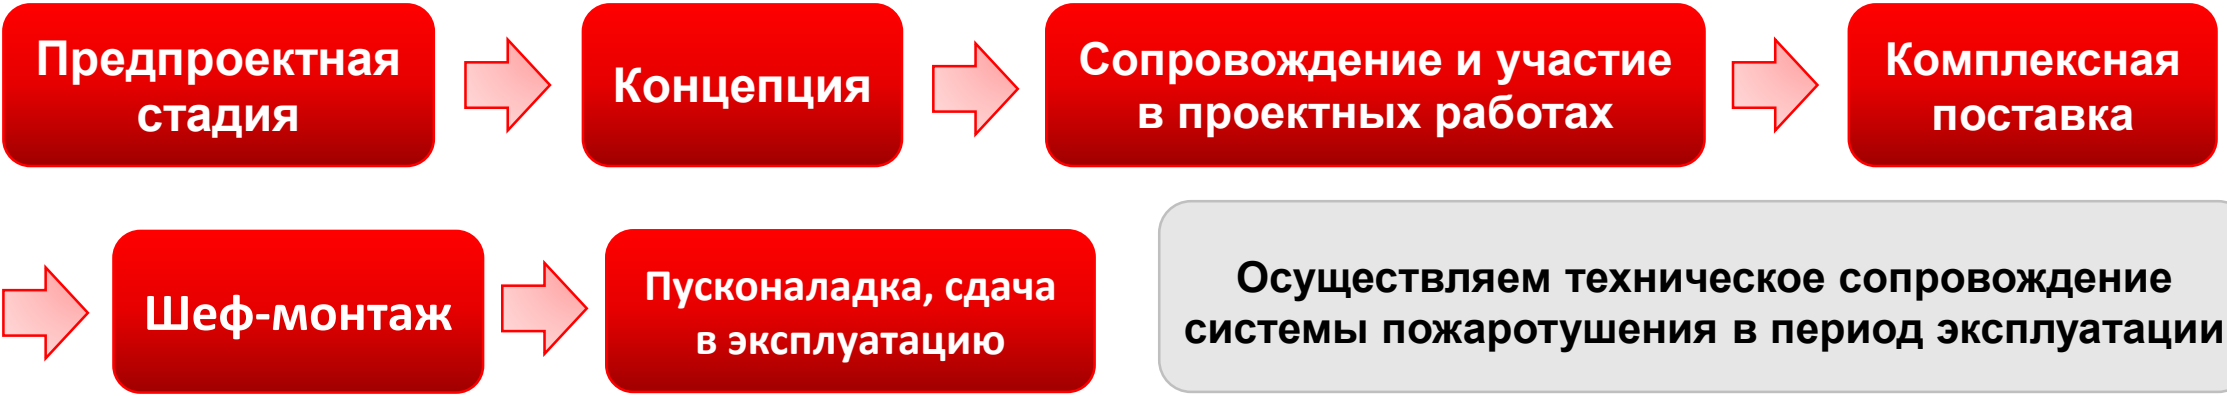 Предпроектная
стадия
Концепция
Сопровождение и участие
в проектных работах
Комплексная
поставка
Шеф-монтаж
Пусконаладка, сдача
в эксплуатацию
Осуществляем техническое сопровождение
системы пожаротушения в период эксплуатации